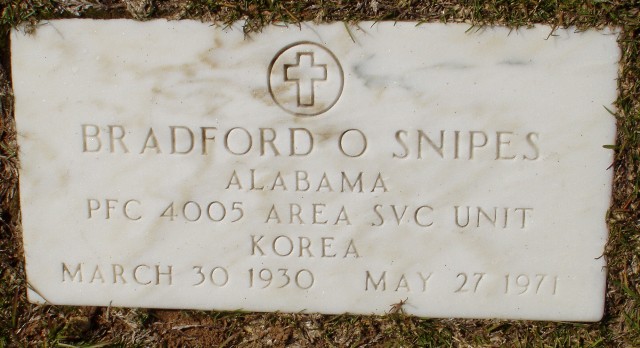 BRADFORD O SNIPES
ALABAMA
PFC 4005 AREA SVC UNIT
KOREA
MARCH 30 1930 MAY 27 1971